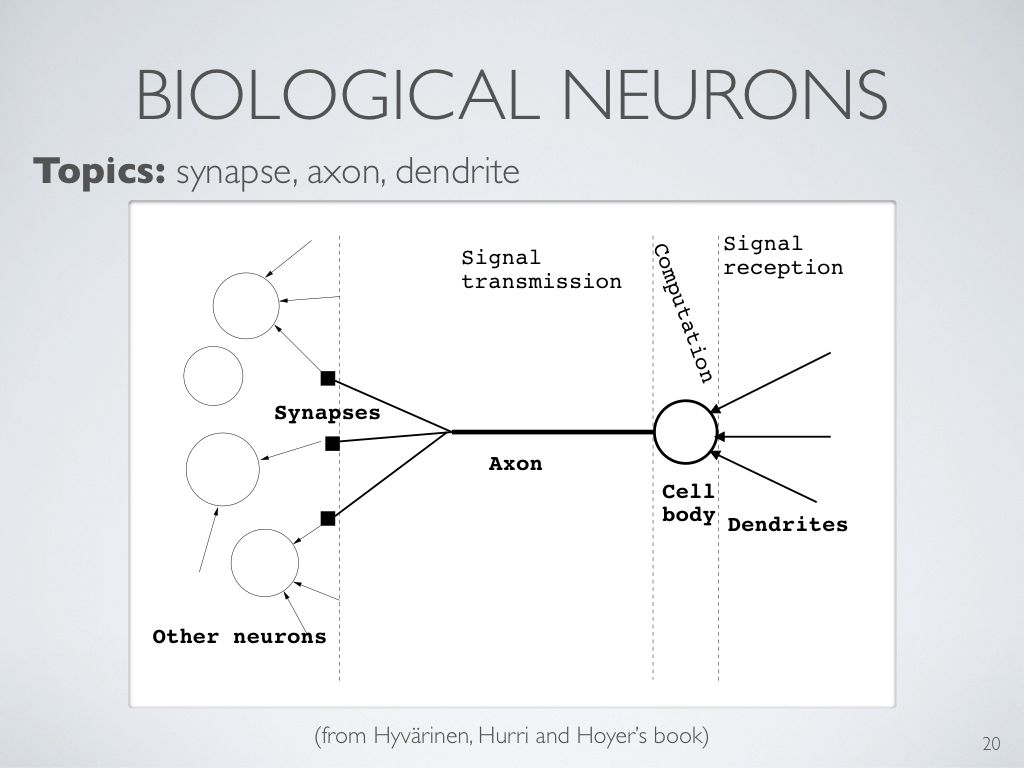 BIOLOGICAL NEURONS
Topics: synapse, axon, dendrite
Signal
transmission
Computation
Signal
reception
Synapses
Axon
Cell
body
Dendrites
Other neurons
(from Hyvärinen, Hurri and Hoyer’s book)
20